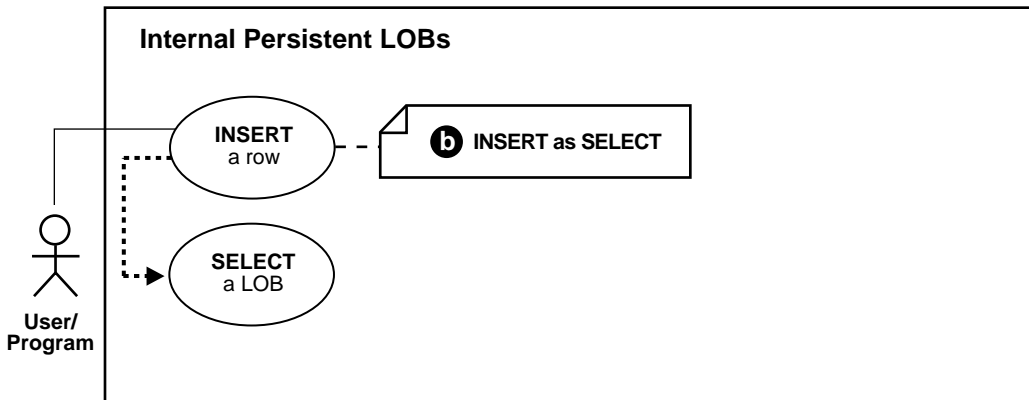 Internal Persistent LOBs
INSERT
a row
b INSERT as SELECT
SELECT
a LOB
User/
Program